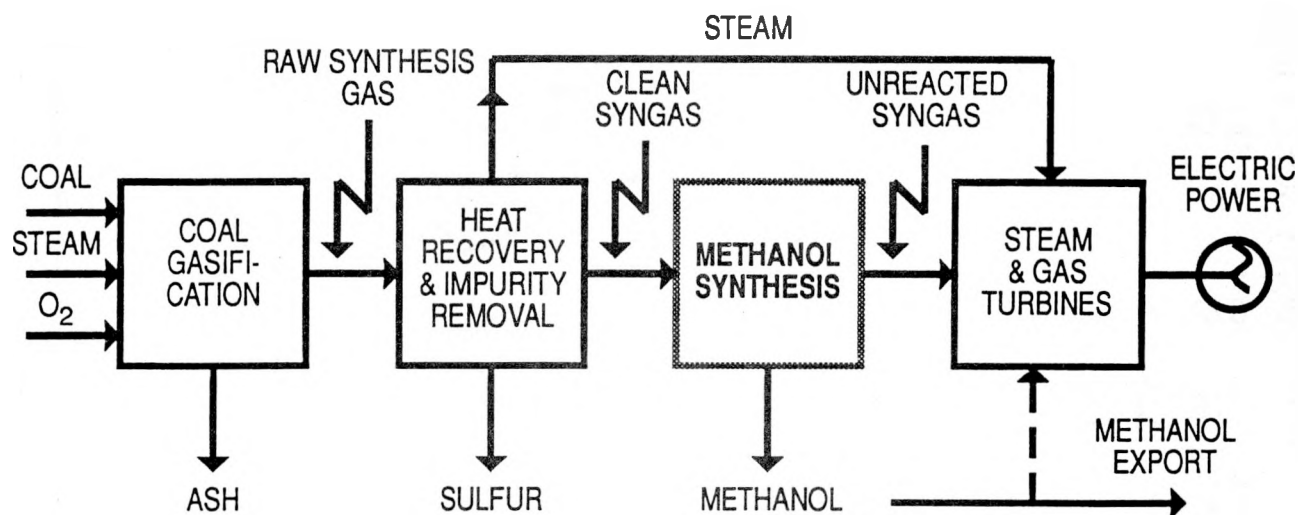 STEAM
RAW SYNTHESIS
GAS
CLEAN
SYNGAS
UNREACTED
SYNGAS
ELECTRIC
POWER
COAL
STEAM
O2
COAL
GASIFI-
CATION
HEAT
RECOVERY
& IMPURITY
REMOVAL
METHANOL
SYNTHESIS
STEAM
& GAS
TURBINES
ASH
SULFUR
METHANOL
METHANOL
EXPORT